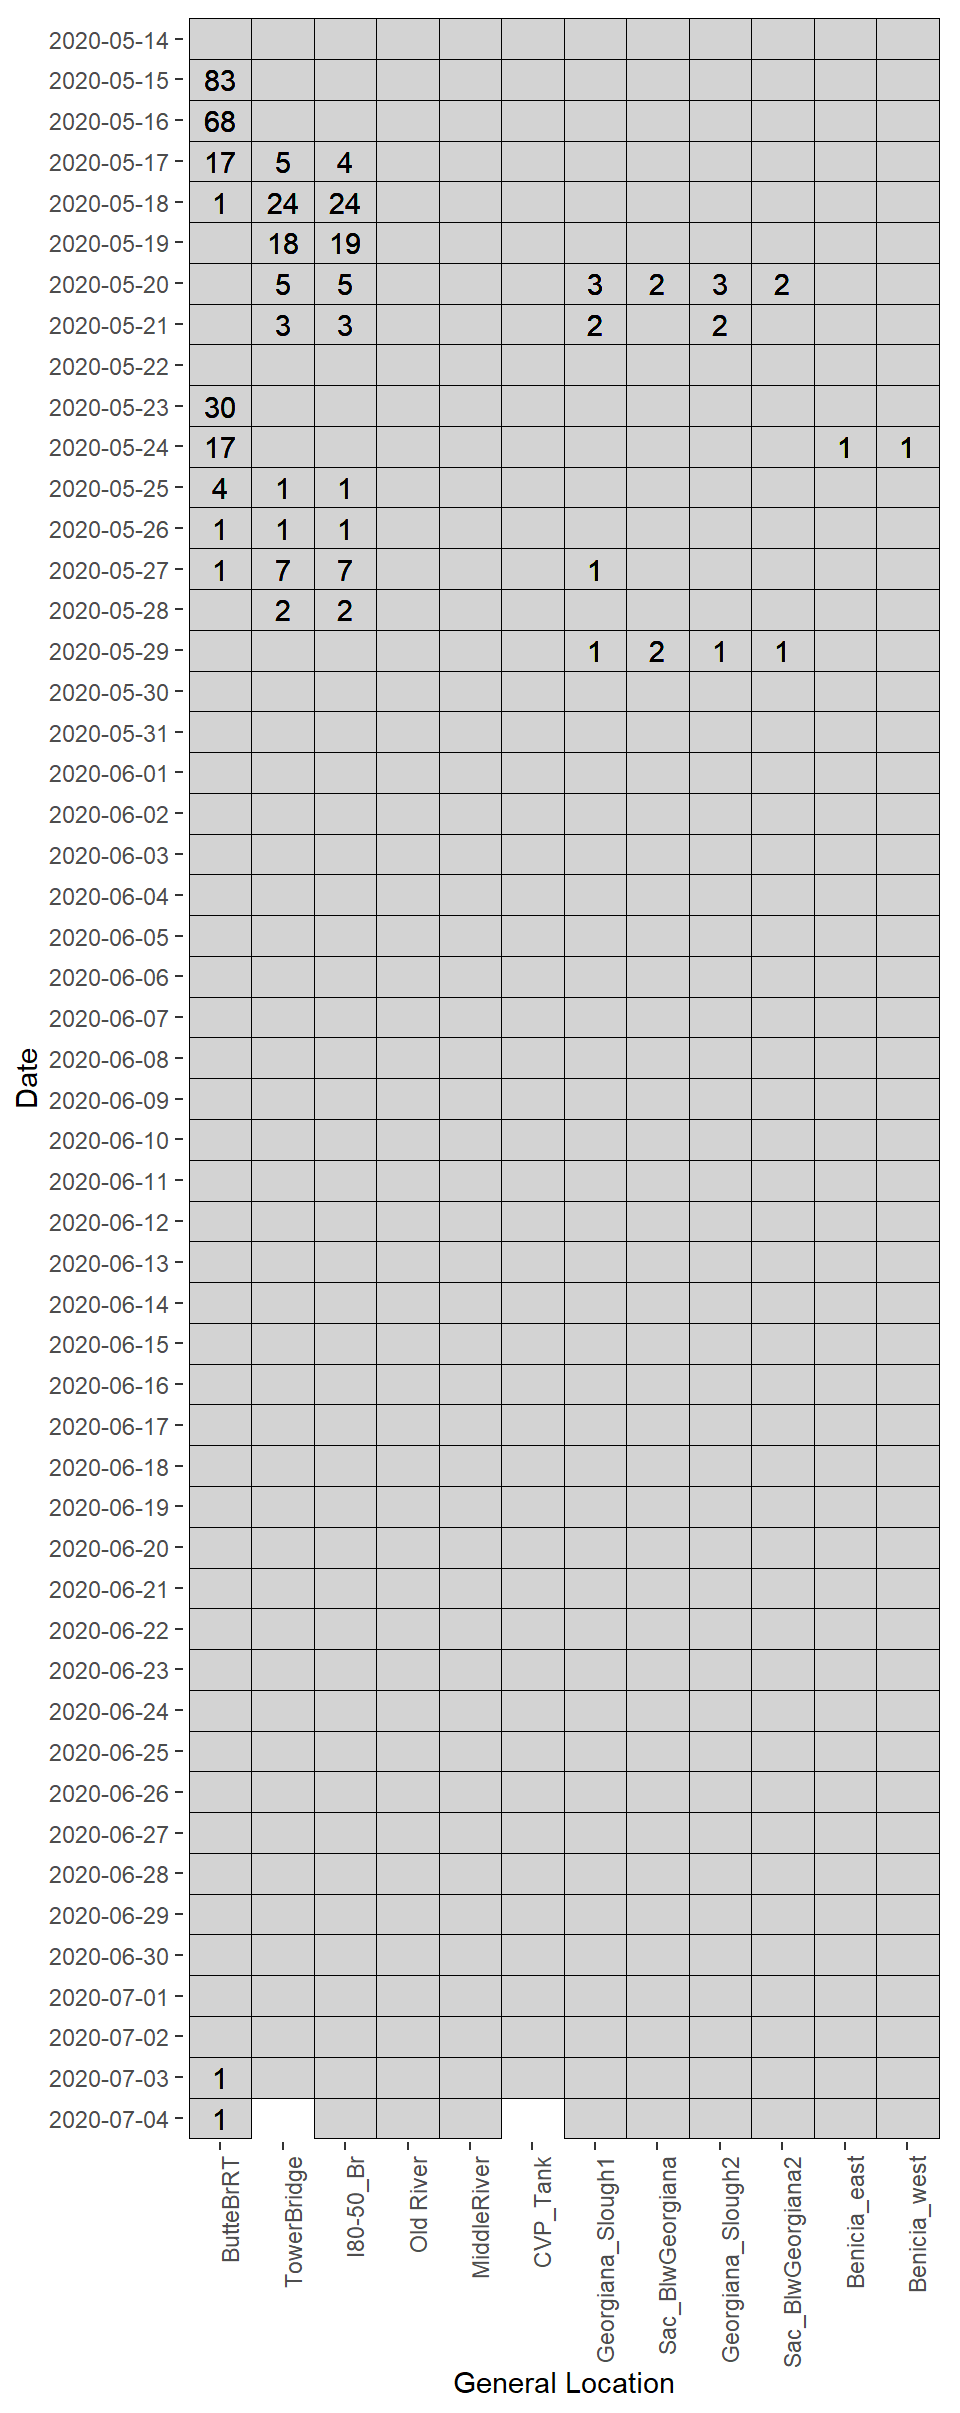 2020-05-14
2020-05-15 83
2020-05-16 68
2020-05-17 17 5 4
2020-05-18 1 24 24
2020-05-19 18 19
2020-05-20 5 5 3 2 3 2
2020-05-21 3 3 2 2
2020-05-22
2020-05-23 30
2020-05-24 17 1 1
2020-05-25 4 1 1
2020-05-26 1 1 1
2020-05-27 1 7 7 1
2020-05-28 2 2
2020-05-29 1 2 1 1
2020-05-30
2020-05-31
2020-06-01
2020-06-02
2020-06-03
2020-06-04
2020-06-05
2020-06-06
2020-06-07
2020-06-08
Date
2020-06-09
2020-06-10
2020-06-11
2020-06-12
2020-06-13
2020-06-14
2020-06-15
2020-06-16
2020-06-17
2020-06-18
2020-06-19
2020-06-20
2020-06-21
2020-06-22
2020-06-23
2020-06-24
2020-06-25
2020-06-26
2020-06-27
2020-06-28
2020-06-29
2020-06-30
2020-07-01
2020-07-02
2020-07-03 1
2020-07-04 1
ButteBrRT
TowerBridge
I80-50_Br
Old River
MiddleRiver
CVP_Tank
Georgiana_Slough1
Sac_BlwGeorgiana
Georgiana_Slough2
Sac_BlwGeorgiana2
Benicia_east
Benicia_west
General Location